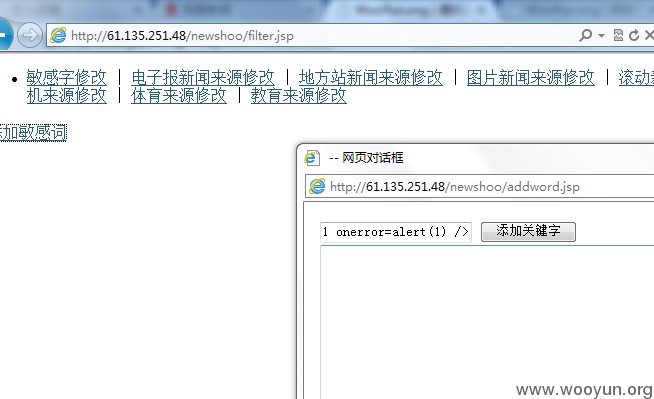 http://61.135.251.48/newshoo/filter.jsp
敏感字修改 | 电子报新闻来源修改 | 地方站新闻来源修改 | 图片新闻来源修改 | 滚动
机来源修改 | 体育来源修改 | 教育来源修改
加敏感词
-- 网页对话框
http://61.135.251.48/newshoo/addword.jsp
1 onerror=alert(1) />
添加关键字
www.wooyun.org